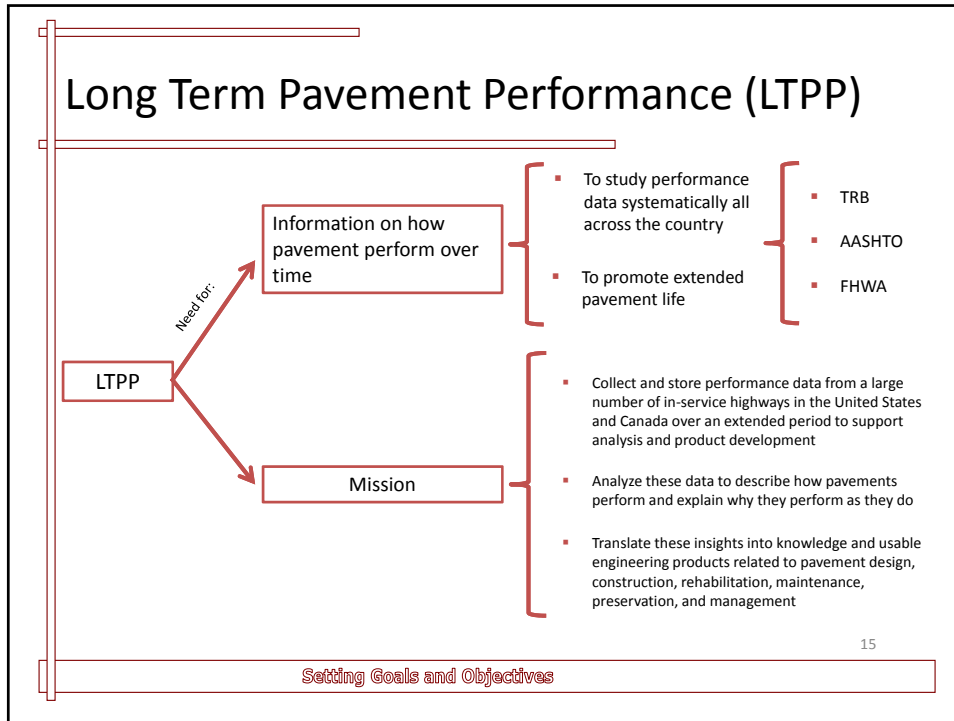 Long Term Pavement Performance (LTPP)
Need for:
LTPP
Information on how
pavement perform over
time
▪ To study performance
data systematically all
across the country
▪ To promote extended
pavement life
▪ TRB
▪ AASHTO
▪ FHWA
Mission
▪ Collect and store performance data from a large
number of in-service highways in the United States
and Canada over an extended period to support
analysis and product development
▪ Analyze these data to describe how pavements
perform and explain why they perform as they do
▪ Translate these insights into knowledge and usable
engineering products related to pavement design,
construction, rehabilitation, maintenance,
preservation, and management
15
Setting Goals and Objectives